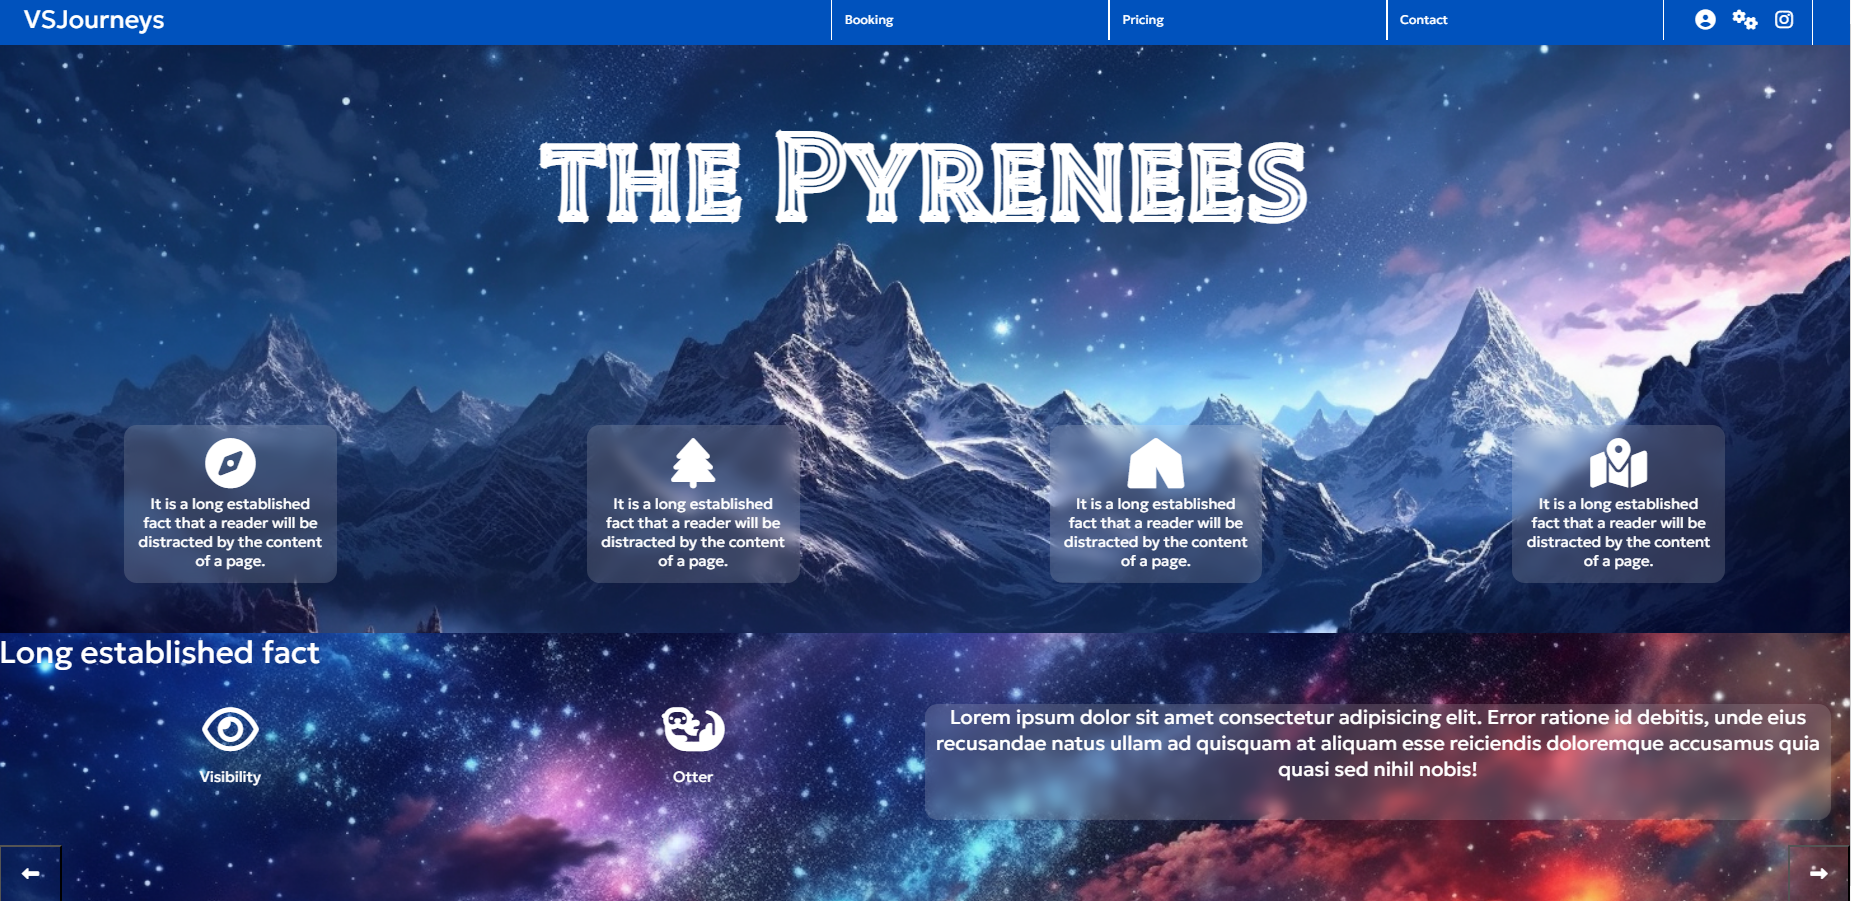 VSJourneys
Booking
Pricing
Contact
THE PYRENEES
It is a long established
fact that a reader will be
distracted by the content
of a page.
It is a long established
fact that a reader will be
distracted by the content
of a page.
It is a long established
fact that a reader will be
distracted by the content
of a page.
It is a long established
fact that a reader will be
distracted by the content
of a page.
Long established fact
Visibility
Otter
Lorem ipsum dolor sit amet consectetur adipisicing elit. Error ratione id debitis, unde eius
recusandae natus ullam ad quisquam at aliquam esse reiciendis doloremque accusamus quia
quasi sed nihil nobis!